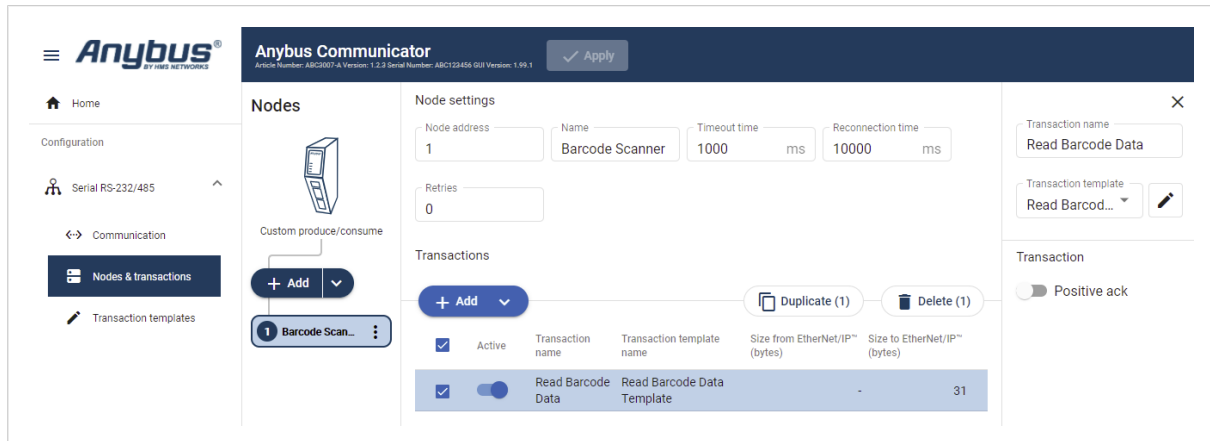 Anybus®
BY HMS NETWORKS
Anybus Communicator
Article Number: ABC3007-A Version: 1.2.3 Serial Number: ABC123456 GUI Version: 1.99.1
Apply
Home
Configuration
Serial RS-232/485
Communication
Nodes & transactions
Transaction templates
Nodes
Custom produce/consume
+ Add
1 Barcode Scan...
Node settings
Node address
1
Name
Barcode Scanner
Timeout time
1000 ms
Reconnection time
10000 ms
Retries
0
Transactions
+ Add
Duplicate (1)
Delete (1)
Active
Transaction name
Transaction template name
Size from EtherNet/IP™ (bytes)
Size to EtherNet/IP™ (bytes)
Read Barcode Data
Read Barcode Data Template
-
31
Transaction name
Read Barcode Data
Transaction template
Read Barcod...
Transaction
Positive ack